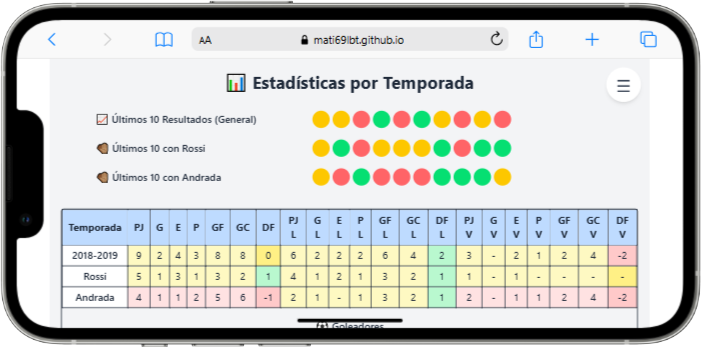 AA mati69lbt.github.io
Estadísticas por Temporada
Últimos 10 Resultados (General)
Últimos 10 con Rossi
Últimos 10 con Andrada
Temporada PJ G E P GF GC DF PJ L G L E L P L GF L GC L DF L PJ V G V E V P V GF V GC V DF V
2018-2019 9 2 4 3 8 8 0 6 2 2 2 6 4 2 3 - 2 1 2 4 -2
Rossi 5 1 3 1 3 2 1 4 1 2 1 3 2 1 1 - 1 - - - -
Andrada 4 1 1 2 5 6 -1 2 1 - 1 3 2 1 2 - 1 1 2 4 -2
Goleadores